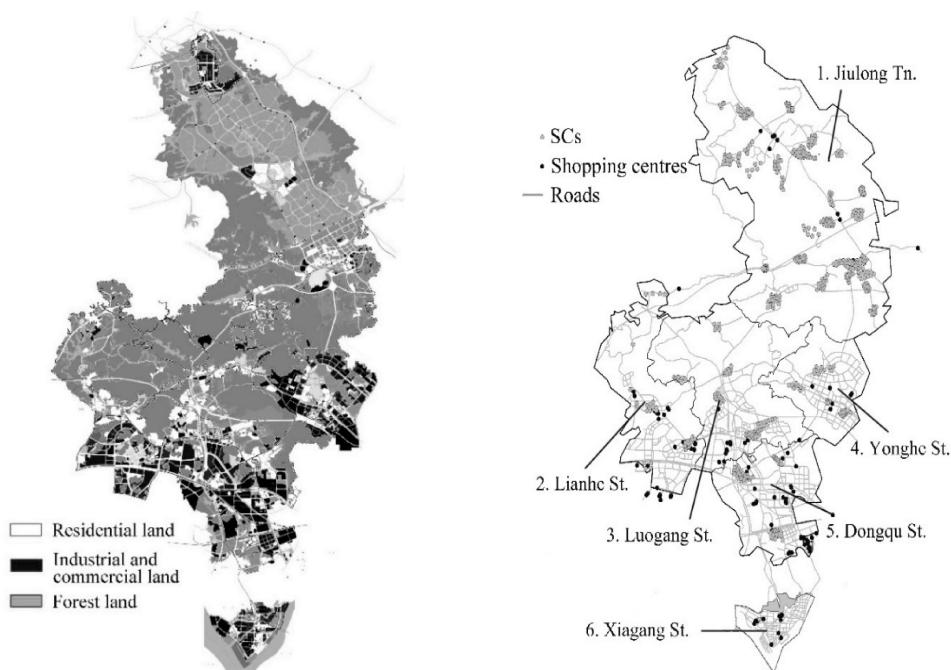 Residential land
Industrial and
commercial land
Forest land
SCs
Shopping centres
Roads
1. Jiulong Tn.
2. Lianhe St.
3. Luogang St.
4. Yonghe St.
5. Dongqu St.
6. Xiagang St.